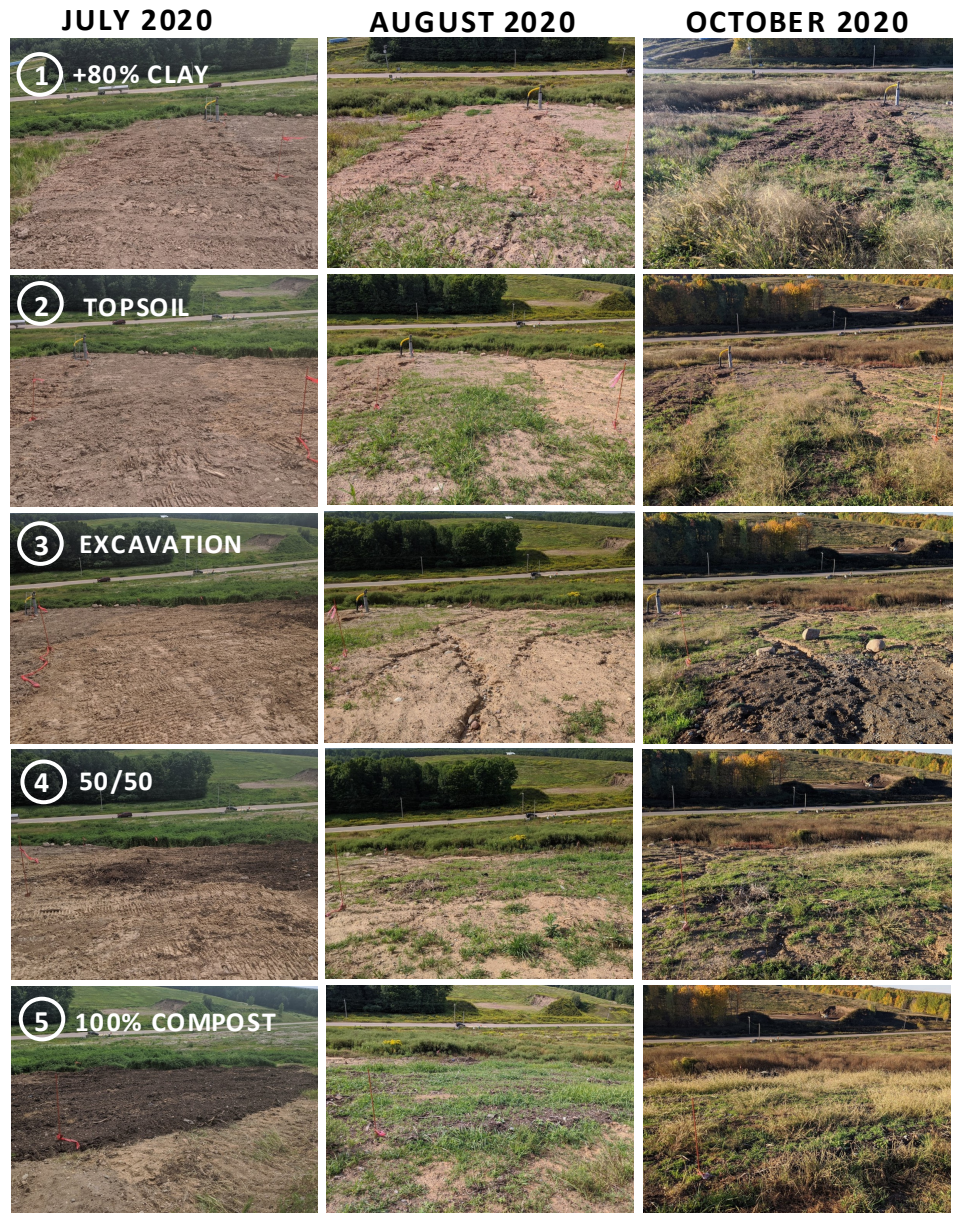 JULY 2020
AUGUST 2020
OCTOBER 2020
1 +80% CLAY
2 TOPSOIL
3 EXCAVATION
4 50/50
5 100% COMPOST